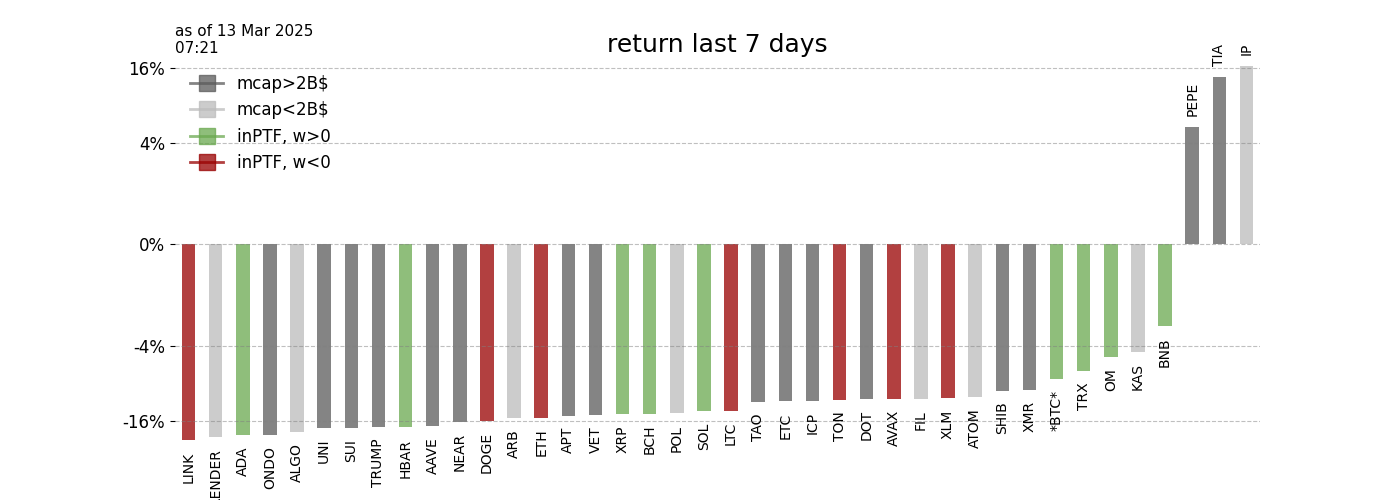 as of 13 Mar 2025
07:21
return last 7 days
mcap>2B$
mcap<2B$
inPTF, w>0
inPTF, w<0
16%
4%
0%
-4%
-16%
LINK
ADA
ONDO
ALGO
UNI
SUI
TRUMP
HBAR
AAVE
NEAR
DOGE
ARB
ETH
APT
VET
XRP
BCH
POL
SOL
LTC
TAO
ETC
ICP
TON
DOT
AVAX
FIL
XLM
ATOM
SHIB
XMR
*BTC*
TRX
OM
KAS
BNB
PEPE
TIA
IP